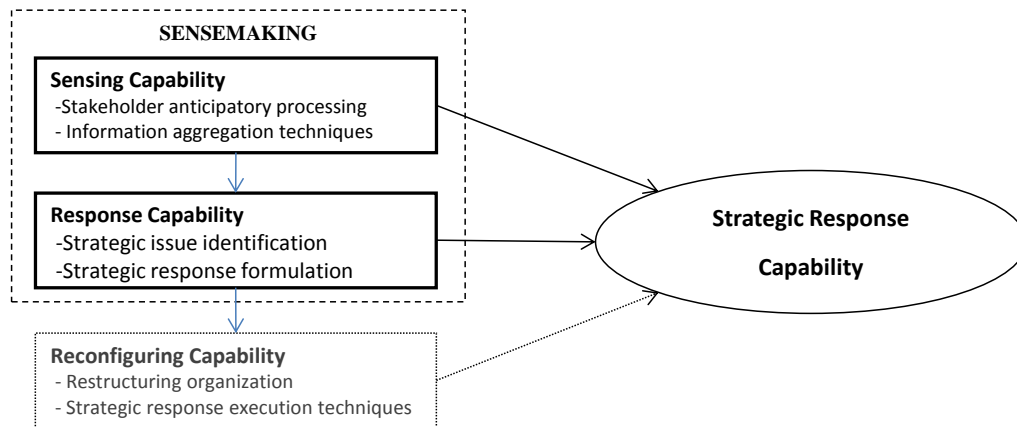 SENSEMAKING
Sensing Capability
-Stakeholder anticipatory processing
- Information aggregation techniques
Response Capability
-Strategic issue identification
-Strategic response formulation
Strategic Response
Capability
Reconfiguring Capability
- Restructuring organization
- Strategic response execution techniques